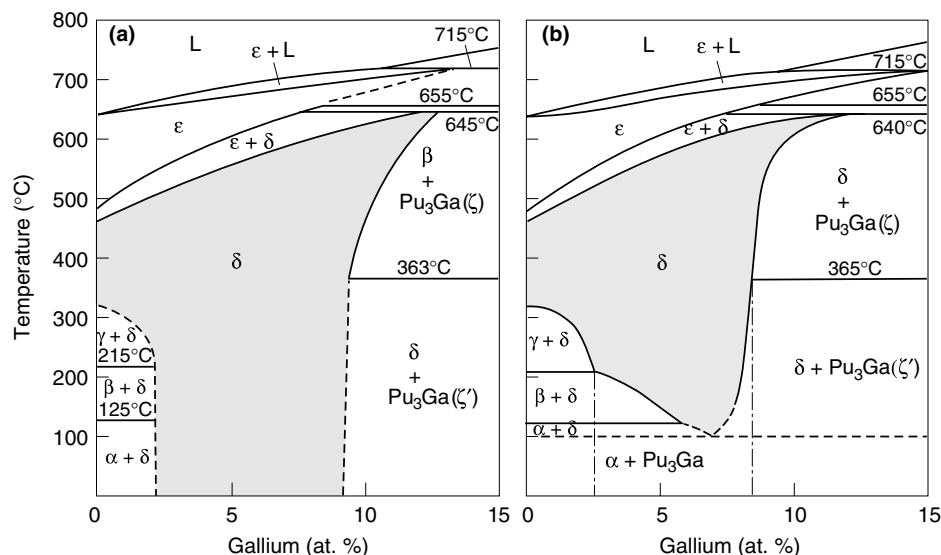 800
700
600
500
400
300
200
100
Temperature (°C)
(a)
L
715°C
ε + L
655°C
645°C
ε
ε + δ
β
+
Pu₃Ga(ζ)
δ
363°C
γ + δ
215°C
β + δ
125°C
α + δ
δ
+
Pu₃Ga(ζ′)
0
5
10
15
Gallium (at. %)
(b)
L
ε + L
715°C
655°C
640°C
ε
ε + δ
δ
+
Pu₃Ga(ζ)
δ
365°C
γ + δ
β + δ
α + δ
δ + Pu₃Ga(ζ′)
α + Pu₃Ga
0
5
10
15
Gallium (at. %)